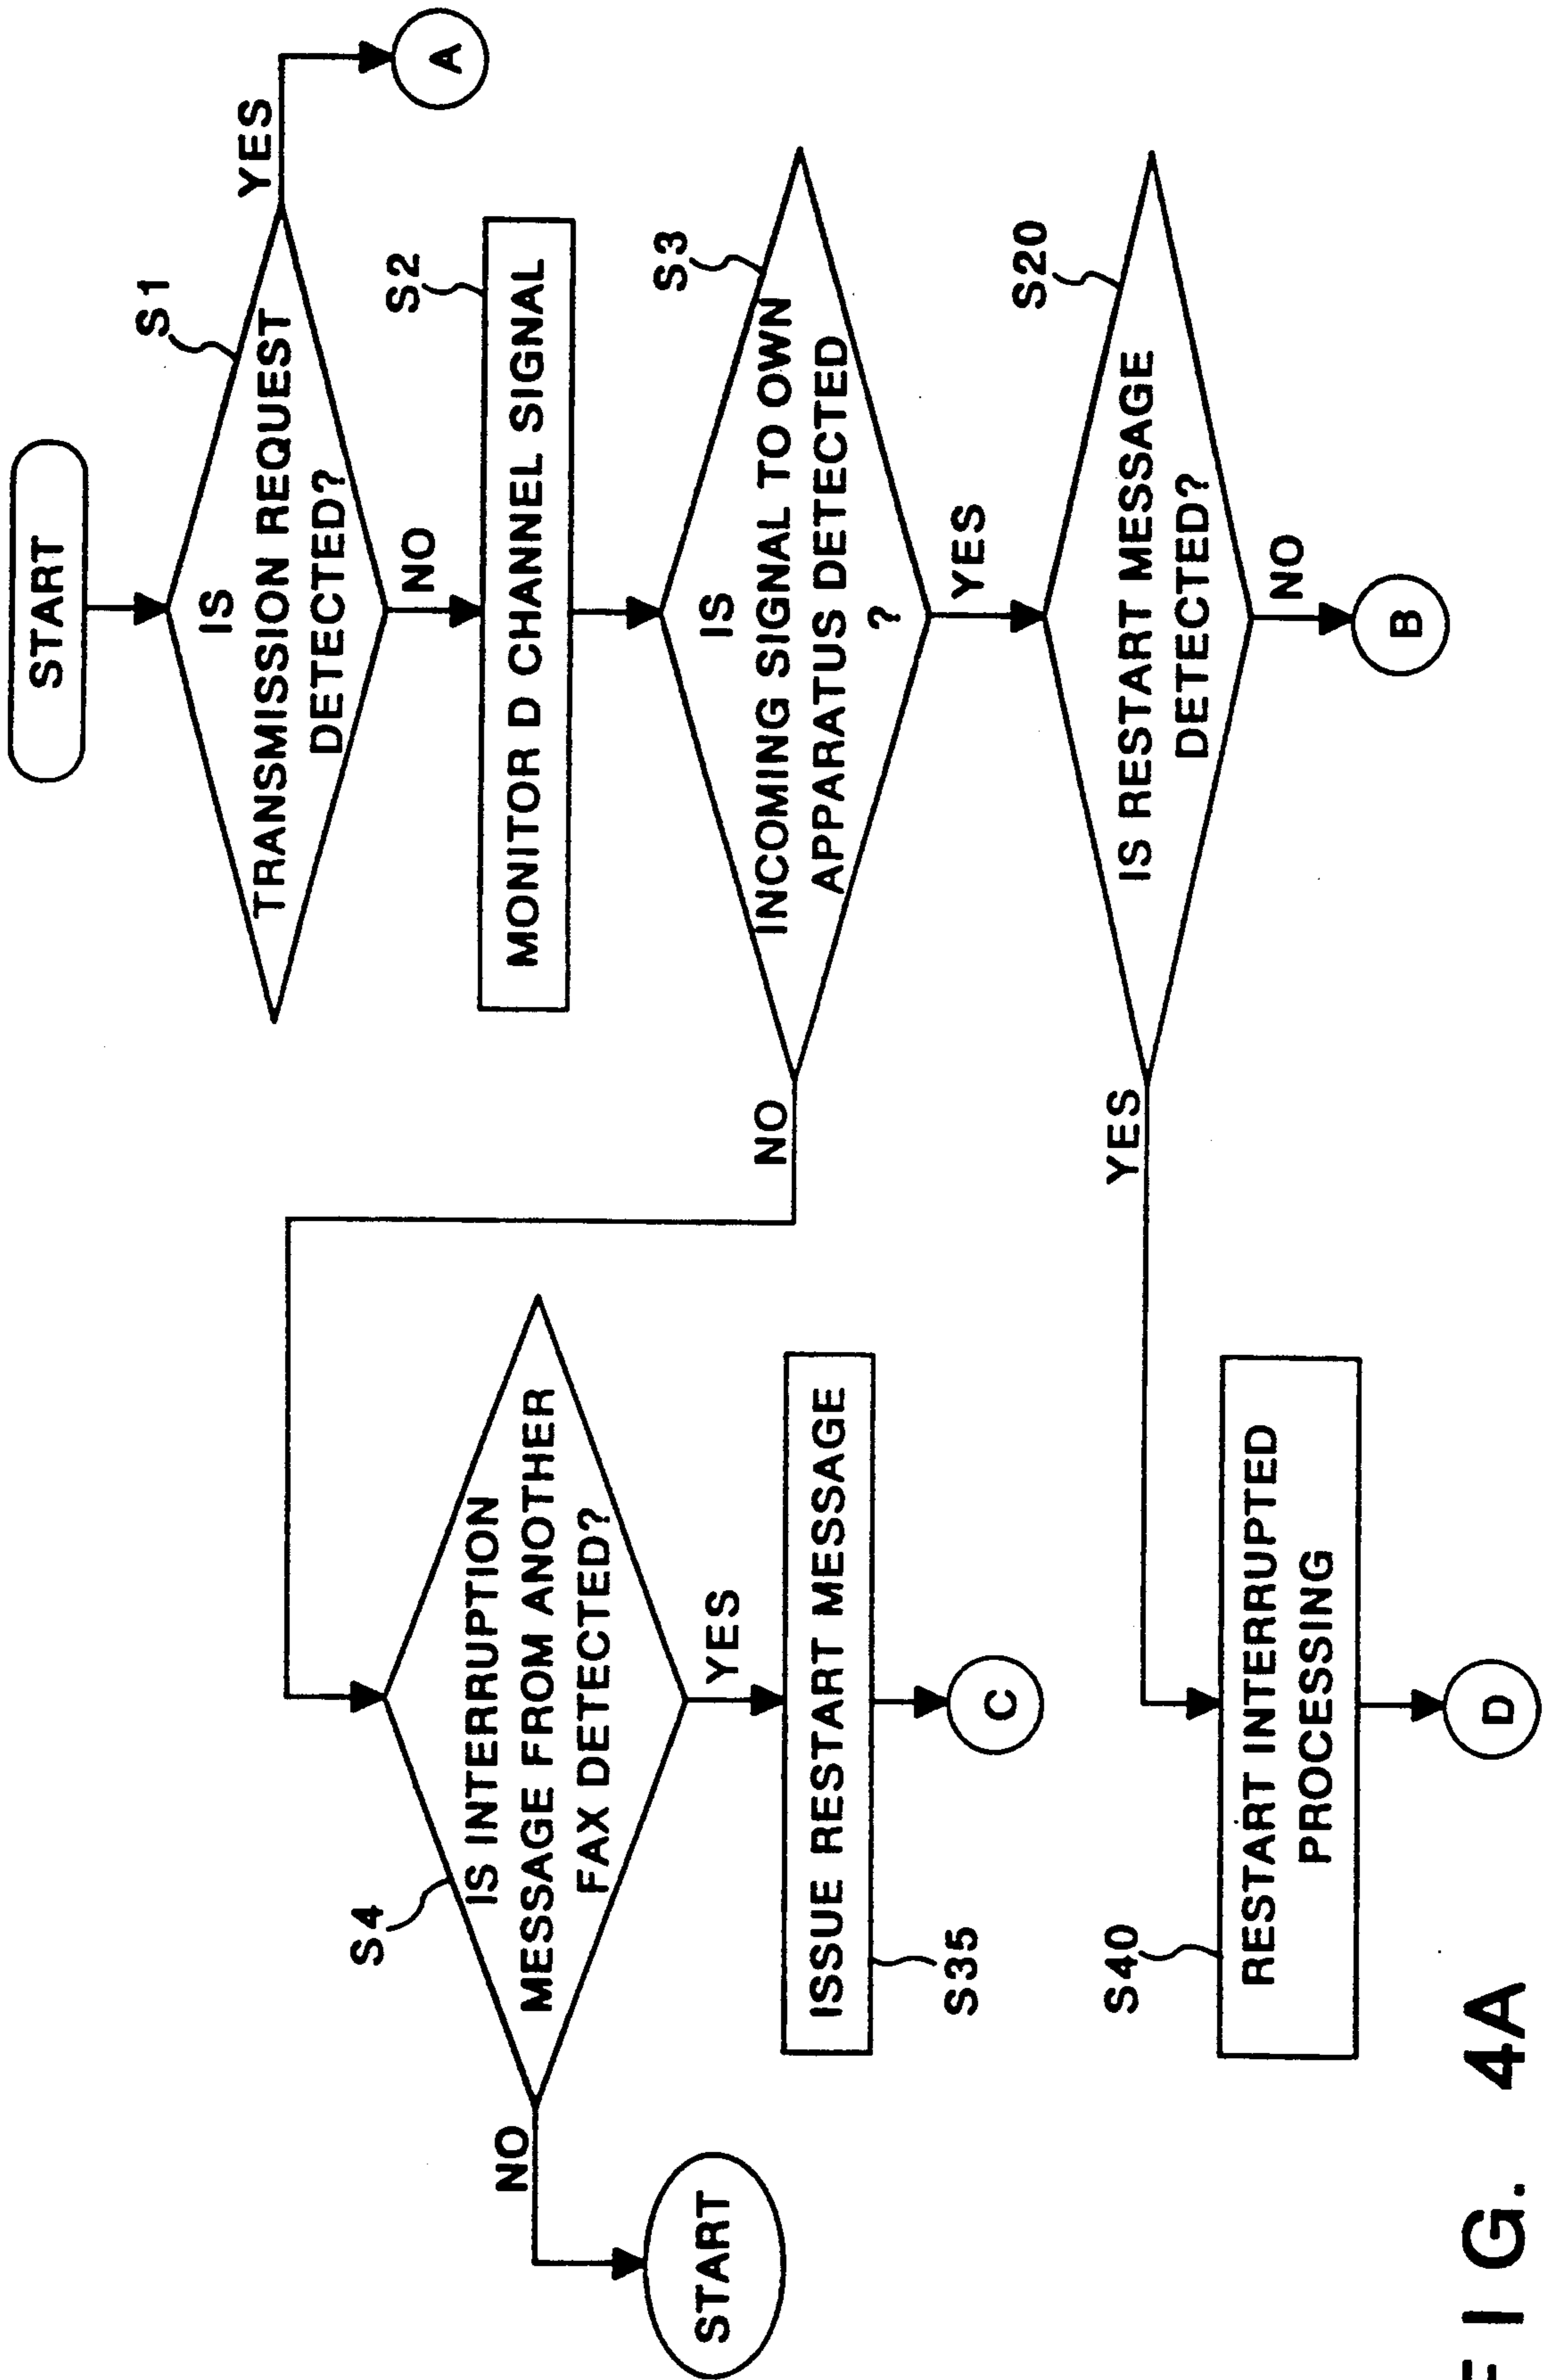 START
S1
IS
TRANSMISSION REQUEST
DETECTED?
YES
A
NO
S2
MONITOR D CHANNEL SIGNAL
S3
IS
INCOMING SIGNAL TO OWN
APPARATUS DETECTED
?
NO
YES
S4
IS INTERRUPTION
MESSAGE FROM ANOTHER
FAX DETECTED?
NO
START
YES
ISSUE RESTART MESSAGE
S35
C
S20
IS RESTART MESSAGE
DETECTED?
YES
NO
B
S40
RESTART INTERRUPTED
PROCESSING
D
FIG. 4A